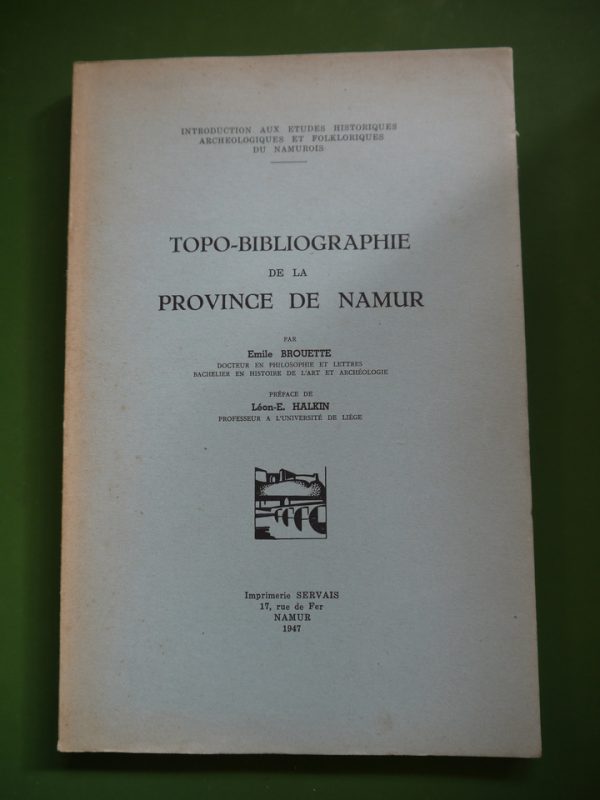 INTRODUCTION AUX ETUDES HISTORIQUES
ARCHEOLOGIQUES ET FOLKLORIQUES
DU NAMUROIS
TOPO-BIBLIOGRAPHIE
DE LA
PROVINCE DE NAMUR
PAR
Emile BROUETTE
DOCTEUR EN PHILOSOPHIE ET LETTRES
BACHELIER EN HISTOIRE DE L'ART ET ARCHÉOLOGIE
PRÉFACE DE
Léon-E. HALKIN
PROFESSEUR A L'UNIVERSITÉ DE LIÉGE
Imprimerie SERVAIS
17, rue de Fer
NAMUR
1947